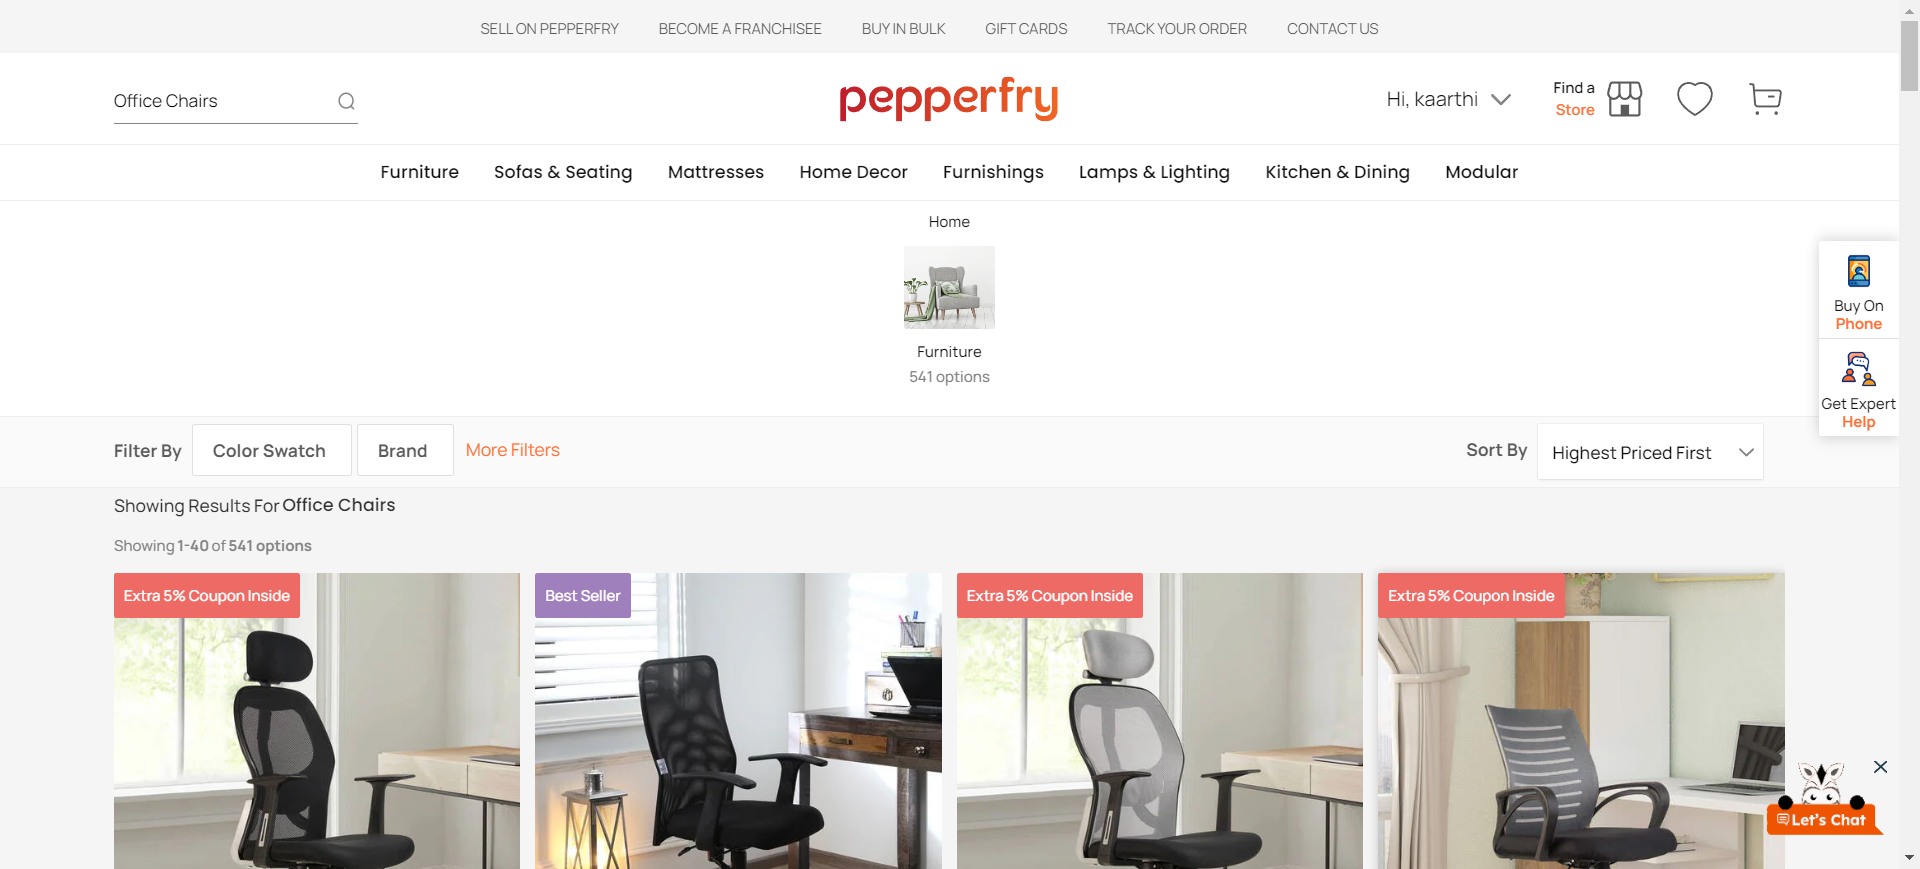 SELL ON PEPPERFRY BECOME A FRANCHISEE BUY IN BULK GIFT CARDS TRACK YOUR ORDER CONTACT US
Office Chairs
pepperfry
Hi, kaarthi
Find a
Store
Furniture Sofas & Seating Mattresses Home Decor Furnishings Lamps & Lighting Kitchen & Dining Modular
Home
Furniture
541 options
Buy On
Phone
Get Expert
Help
Filter By Color Swatch Brand More Filters
Sort By Highest Priced First
Showing Results For Office Chairs
Showing 1-40 of 541 options
Extra 5% Coupon Inside
Best Seller
Extra 5% Coupon Inside
Extra 5% Coupon Inside
Let's Chat